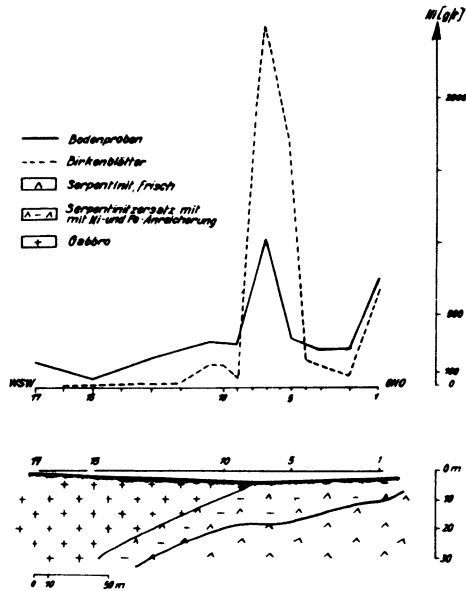 Ni [g/t]
2000
Bodenproben
Birkenblätter
Serpentinit, frisch
Serpentinitzersatz mit
mit Ni- und Fe-Anreicherung
Gabbro
500
100
0
WSW
ONO
17
15
10
5
1
17
15
10
5
1
0 m
10
20
30
0 10 50 m